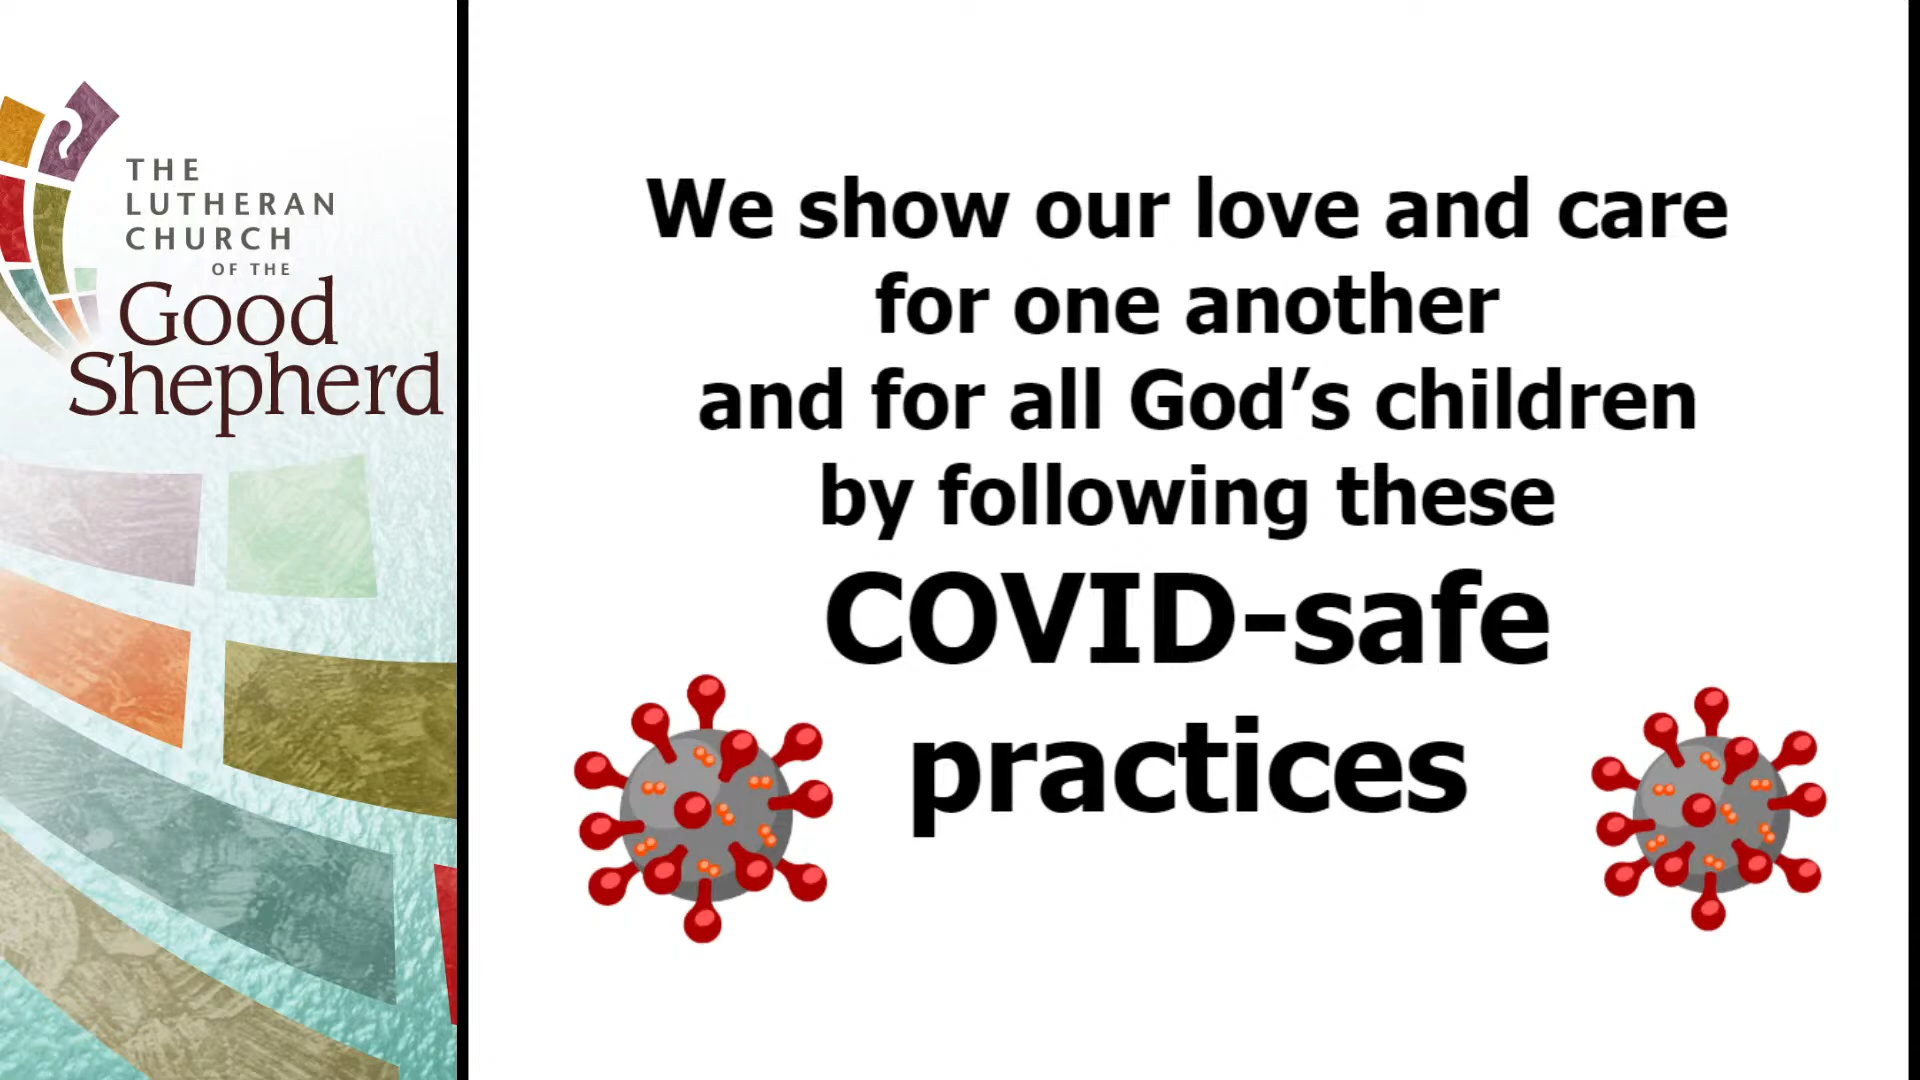 THE
LUTHERAN
CHURCH
OF THE
Good
Shepherd
We show our love and care
for one another
and for all God’s children
by following these
COVID-safe
practices